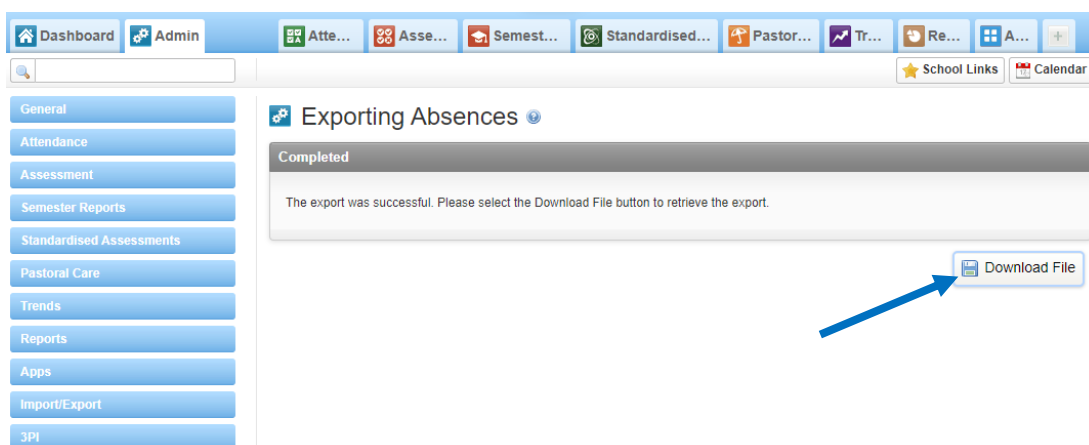 Dashboard Admin Atte... Asse... Semest... Standardised... Pastor... Tr... Re... A... +
School Links Calendar
General
Attendance
Assessment
Semester Reports
Standardised Assessments
Pastoral Care
Trends
Reports
Apps
Import/Export
3PI
Exporting Absences
Completed
The export was successful. Please select the Download File button to retrieve the export.
Download File